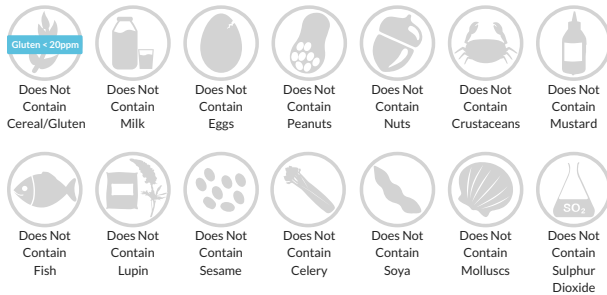 Gluten < 20ppm
Does Not
Contain
Cereal/Gluten
Does Not
Contain
Milk
Does Not
Contain
Eggs
Does Not
Contain
Peanuts
Does Not
Contain
Nuts
Does Not
Contain
Crustaceans
Does Not
Contain
Mustard
Does Not
Contain
Fish
Does Not
Contain
Lupin
Does Not
Contain
Sesame
Does Not
Contain
Celery
Does Not
Contain
Soya
Does Not
Contain
Molluscs
SO₂
Does Not
Contain
Sulphur
Dioxide